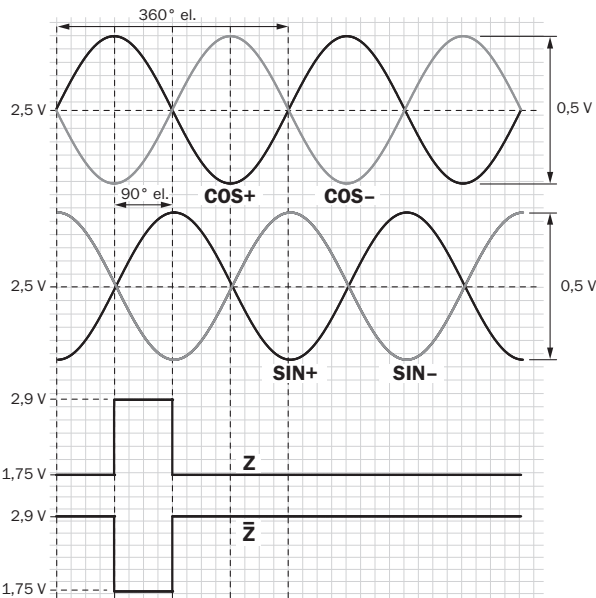 360° el.
2,5 V
0,5 V
COS+
COS−
90° el.
2,5 V
0,5 V
SIN+
SIN−
2,9 V
Z
1,75 V
2,9 V
Z̅
1,75 V